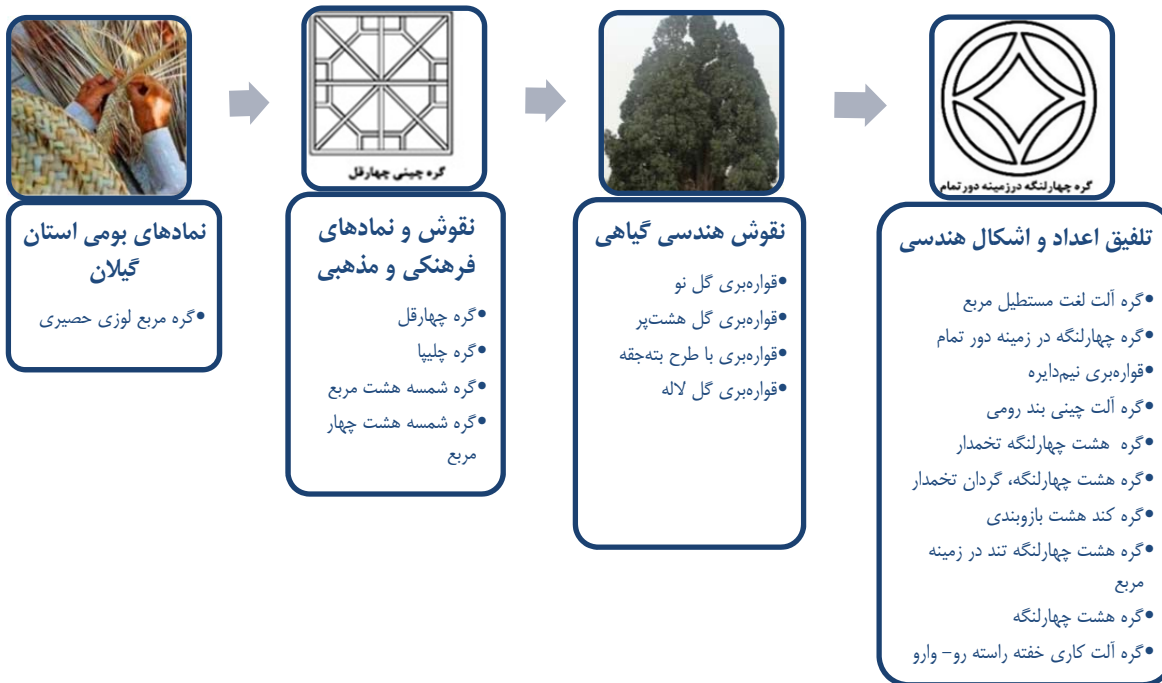 گره چینی چهارقل
گره چهارلنگه درزمینه دور تمام
نمادهای بومی استان
گیلان
•گره مربع لوزی حصیری
نقوش و نمادهای
فرهنکی و مذهبی
•گره چهارقل
•گره چلیپا
•گره شمسه هشت مربع
•گره شمسه هشت چهار
مربع
نقوش هندسی گیاهی
•قواره‌بری گل نو
•قواره‌بری گل هشت‌پر
•قواره‌بری با طرح بته‌جقه
•قواره‌بری گل لاله
تلفیق اعداد و اشکال هندسی
•گره آلت لغت مستطیل مربع
•گره چهارلنگه در زمینه دور تمام
•قواره‌بری نیم‌دایره
•گره آلت چینی بند رومی
•گره هشت چهارلنگه تخمدار
•گره هشت چهارلنگه، گردان تخمدار
•گره کند هشت بازوبندی
•گره هشت چهارلنگه تند در زمینه
مربع
•گره هشت چهارلنگه
•گره آلت کاری خفته راسته رو- وارو